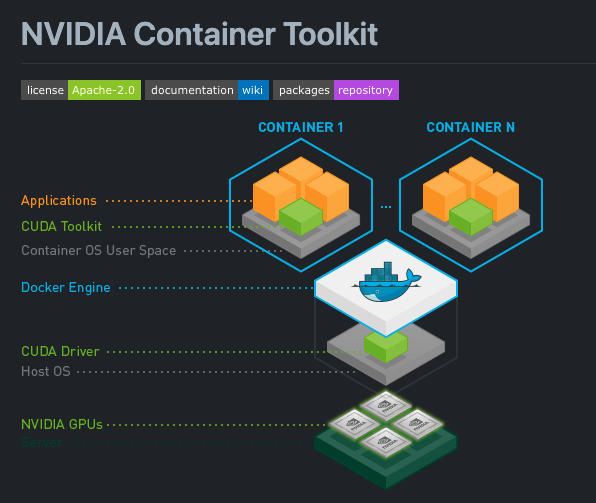 NVIDIA Container Toolkit
license Apache-2.0 documentation wiki packages repository
CONTAINER 1 CONTAINER N
Applications
...
CUDA Toolkit
Container OS User Space
Docker Engine
CUDA Driver
Host OS
NVIDIA GPUs
Server